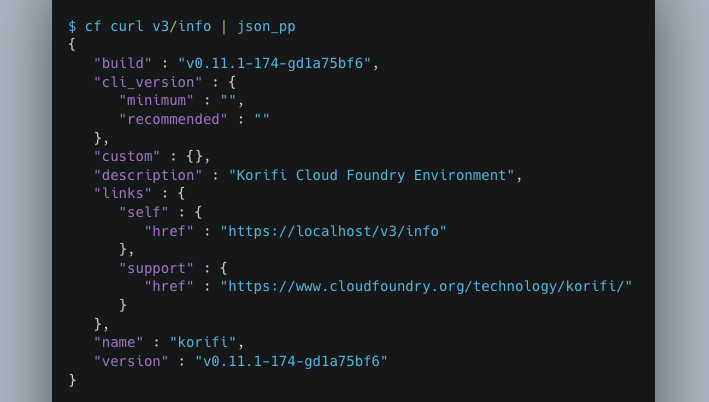 $ cf curl v3/info | json_pp
{
   "build" : "v0.11.1-174-gd1a75bf6",
   "cli_version" : {
      "minimum" : "",
      "recommended" : ""
   },
   "custom" : {},
   "description" : "Korifi Cloud Foundry Environment",
   "links" : {
      "self" : {
         "href" : "https://localhost/v3/info"
      },
      "support" : {
         "href" : "https://www.cloudfoundry.org/technology/korifi/"
      }
   },
   "name" : "korifi",
   "version" : "v0.11.1-174-gd1a75bf6"
}